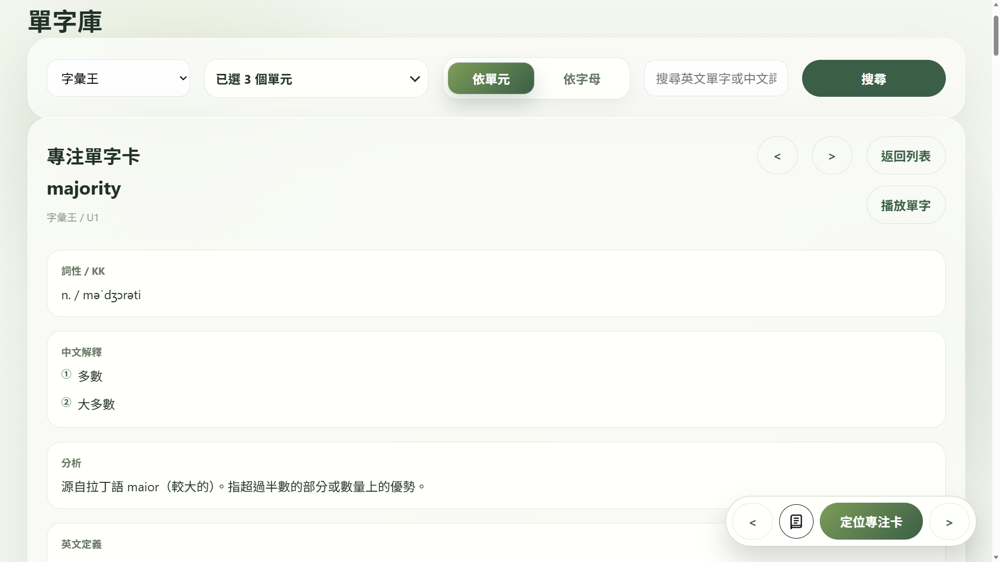 單字庫
字彙王
已選 3 個單元
依單元
依字母
搜尋英文單字或中文詞
搜尋
專注單字卡
<
>
返回列表
majority
播放單字
字彙王 / U1
詞性 / KK
n. / məˈdʒɔrəti
中文解釋
① 多數
② 大多數
分析
源自拉丁語 maior（較大的）。指超過半數的部分或數量上的優勢。
英文定義
<
定位專注卡
>